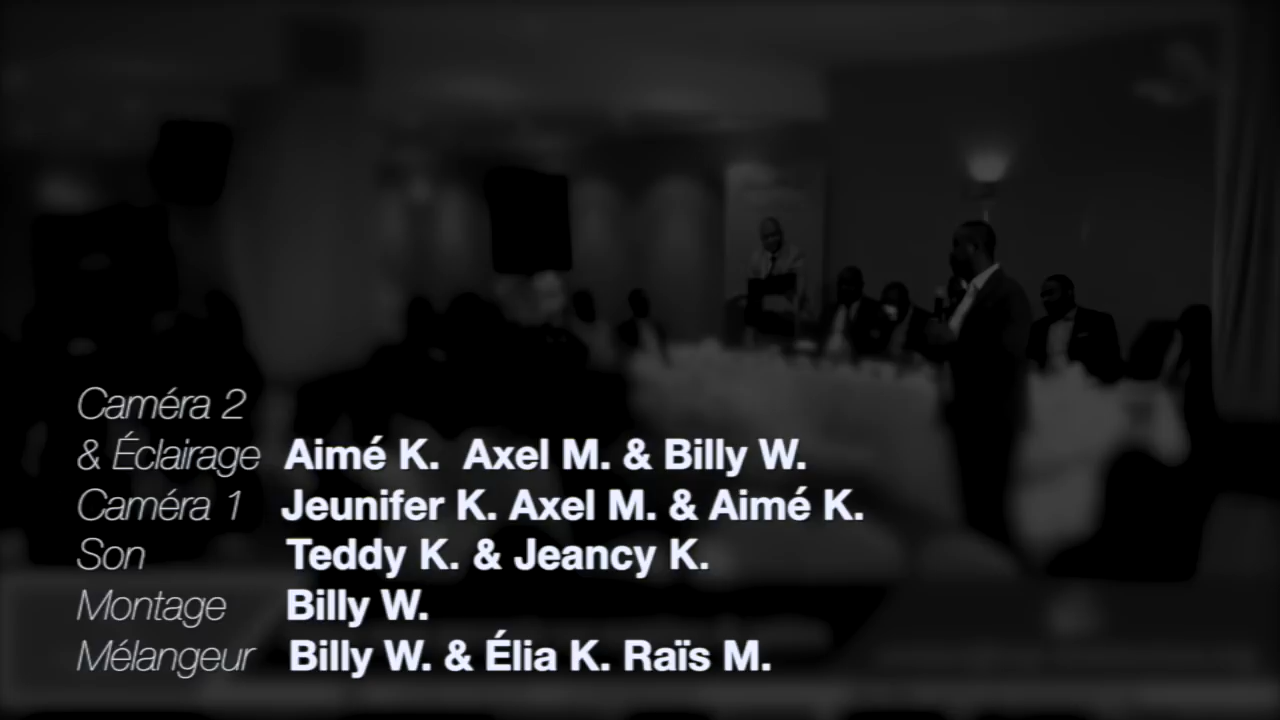 Caméra 2
& Éclairage Aimé K. Axel M. & Billy W.
Caméra 1 Jeunifer K. Axel M. & Aimé K.
Son Teddy K. & Jeancy K.
Montage Billy W.
Mélangeur Billy W. & Élia K. Raïs M.